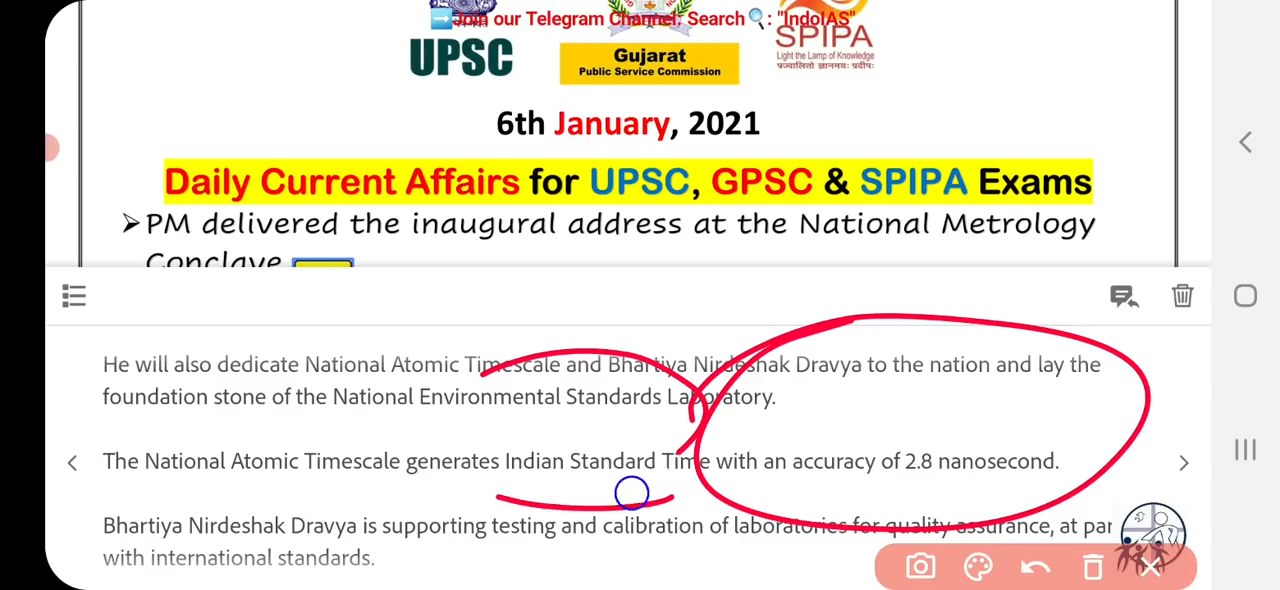 ➡Join our Telegram Channel; Search🔍: "IndoIAS"
UPSC
Gujarat
Public Service Commission
SPIPA
Light the Lamp of Knowledge
प्रज्वालितो ज्ञानमयः प्रदीपः
6th January, 2021
Daily Current Affairs for UPSC, GPSC & SPIPA Exams
➢PM delivered the inaugural address at the National Metrology
Conclave
He will also dedicate National Atomic Timescale and Bhartiya Nirdeshak Dravya to the nation and lay the
foundation stone of the National Environmental Standards Laboratory.
The National Atomic Timescale generates Indian Standard Time with an accuracy of 2.8 nanosecond.
Bhartiya Nirdeshak Dravya is supporting testing and calibration of laboratories for quality assurance, at par
with international standards.